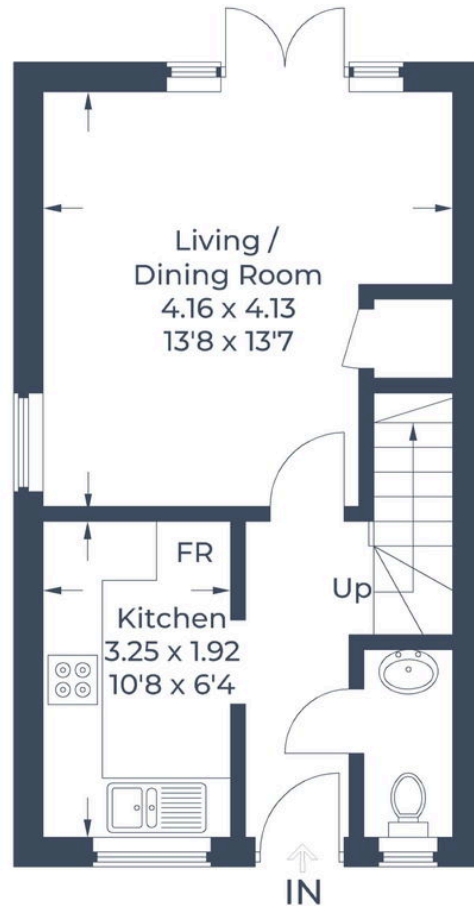 Living /
Dining Room
4.16 x 4.13
13'8 x 13'7
FR
Up
Kitchen
3.25 x 1.92
10'8 x 6'4
IN